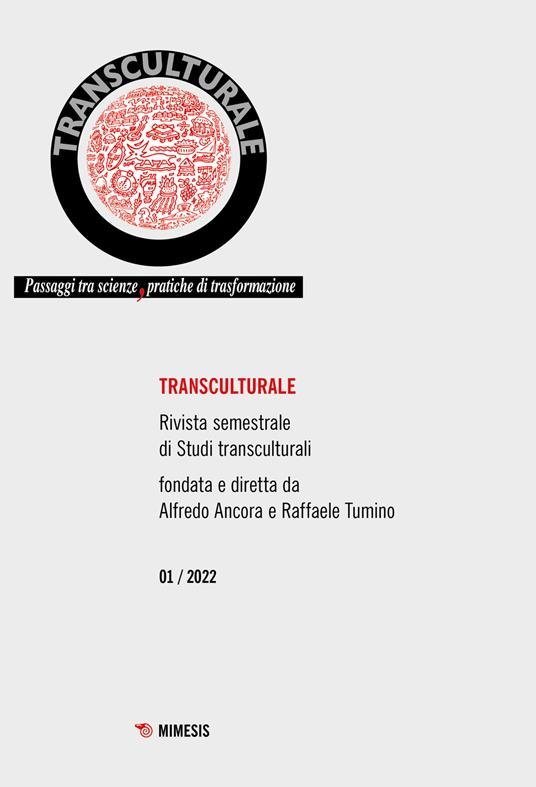 TRANSCULTURALE
Passaggi tra scienze, pratiche di trasformazione
TRANSCULTURALE
Rivista semestrale
di Studi transculturali
fondata e diretta da
Alfredo Ancora e Raffaele Tumino
01 / 2022
MIMESIS